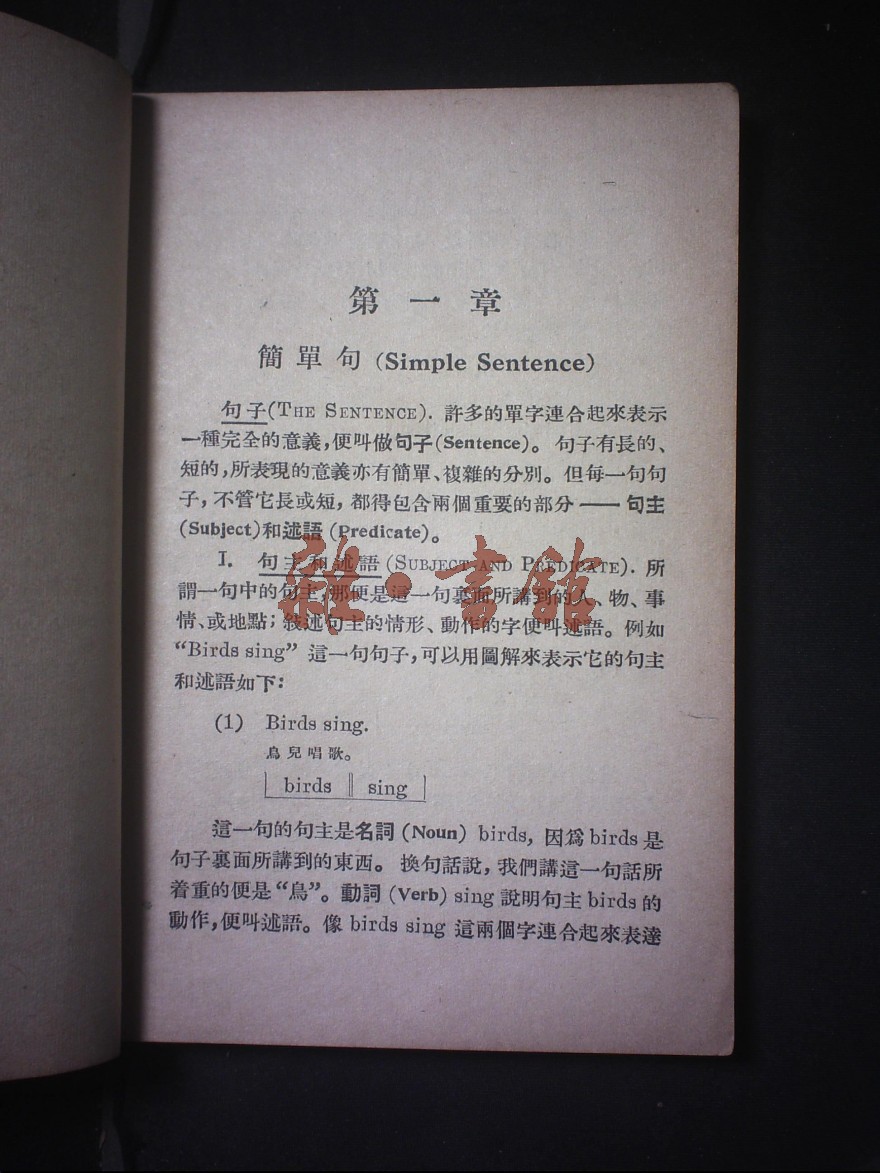 第一章
簡單句 (Simple Sentence)
句子 (THE SENTENCE). 許多的單字連合起來表示
一種完全的意義,便叫做句子 (Sentence)。 句子有長的、
短的,所表現的意義亦有簡單、複雜的分別。但每一句句
子,不管它長或短,都得包含兩個重要的部分——句主
(Subject)和述語 (Predicate)。
I. 句主和述語 (SUBJECT AND PREDICATE). 所
謂一句中的句主,那便是這一句裏面所講到的人、物、事
情、或地點;敍述句主的情形、動作的字便叫述語。例如
“Birds sing” 這一句句子,可以用圖解來表示它的句主
和述語如下:
(1) Birds sing.
鳥兒唱歌。
birds || sing
這一句的句主是名詞 (Noun) birds, 因爲 birds 是
句子裏面所講到的東西。 換句話說,我們講這一句話所
着重的便是“鳥”。動詞 (Verb) sing 說明句主 birds 的
動作,便叫述語。像 birds sing 這兩個字連合起來表達
雜·書館